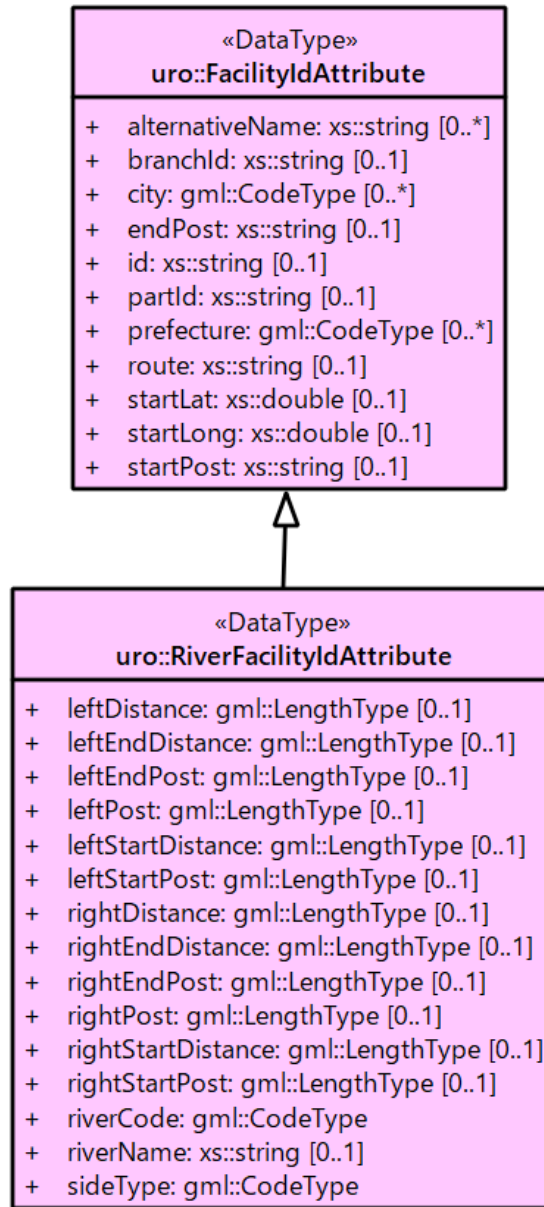 «DataType»
uro::FacilityIdAttribute
+ alternativeName: xs::string [0..*]
+ branchId: xs::string [0..1]
+ city: gml::CodeType [0..*]
+ endPost: xs::string [0..1]
+ id: xs::string [0..1]
+ partId: xs::string [0..1]
+ prefecture: gml::CodeType [0..*]
+ route: xs::string [0..1]
+ startLat: xs::double [0..1]
+ startLong: xs::double [0..1]
+ startPost: xs::string [0..1]
«DataType»
uro::RiverFacilityIdAttribute
+ leftDistance: gml::LengthType [0..1]
+ leftEndDistance: gml::LengthType [0..1]
+ leftEndPost: gml::LengthType [0..1]
+ leftPost: gml::LengthType [0..1]
+ leftStartDistance: gml::LengthType [0..1]
+ leftStartPost: gml::LengthType [0..1]
+ rightDistance: gml::LengthType [0..1]
+ rightEndDistance: gml::LengthType [0..1]
+ rightEndPost: gml::LengthType [0..1]
+ rightPost: gml::LengthType [0..1]
+ rightStartDistance: gml::LengthType [0..1]
+ rightStartPost: gml::LengthType [0..1]
+ riverCode: gml::CodeType
+ riverName: xs::string [0..1]
+ sideType: gml::CodeType